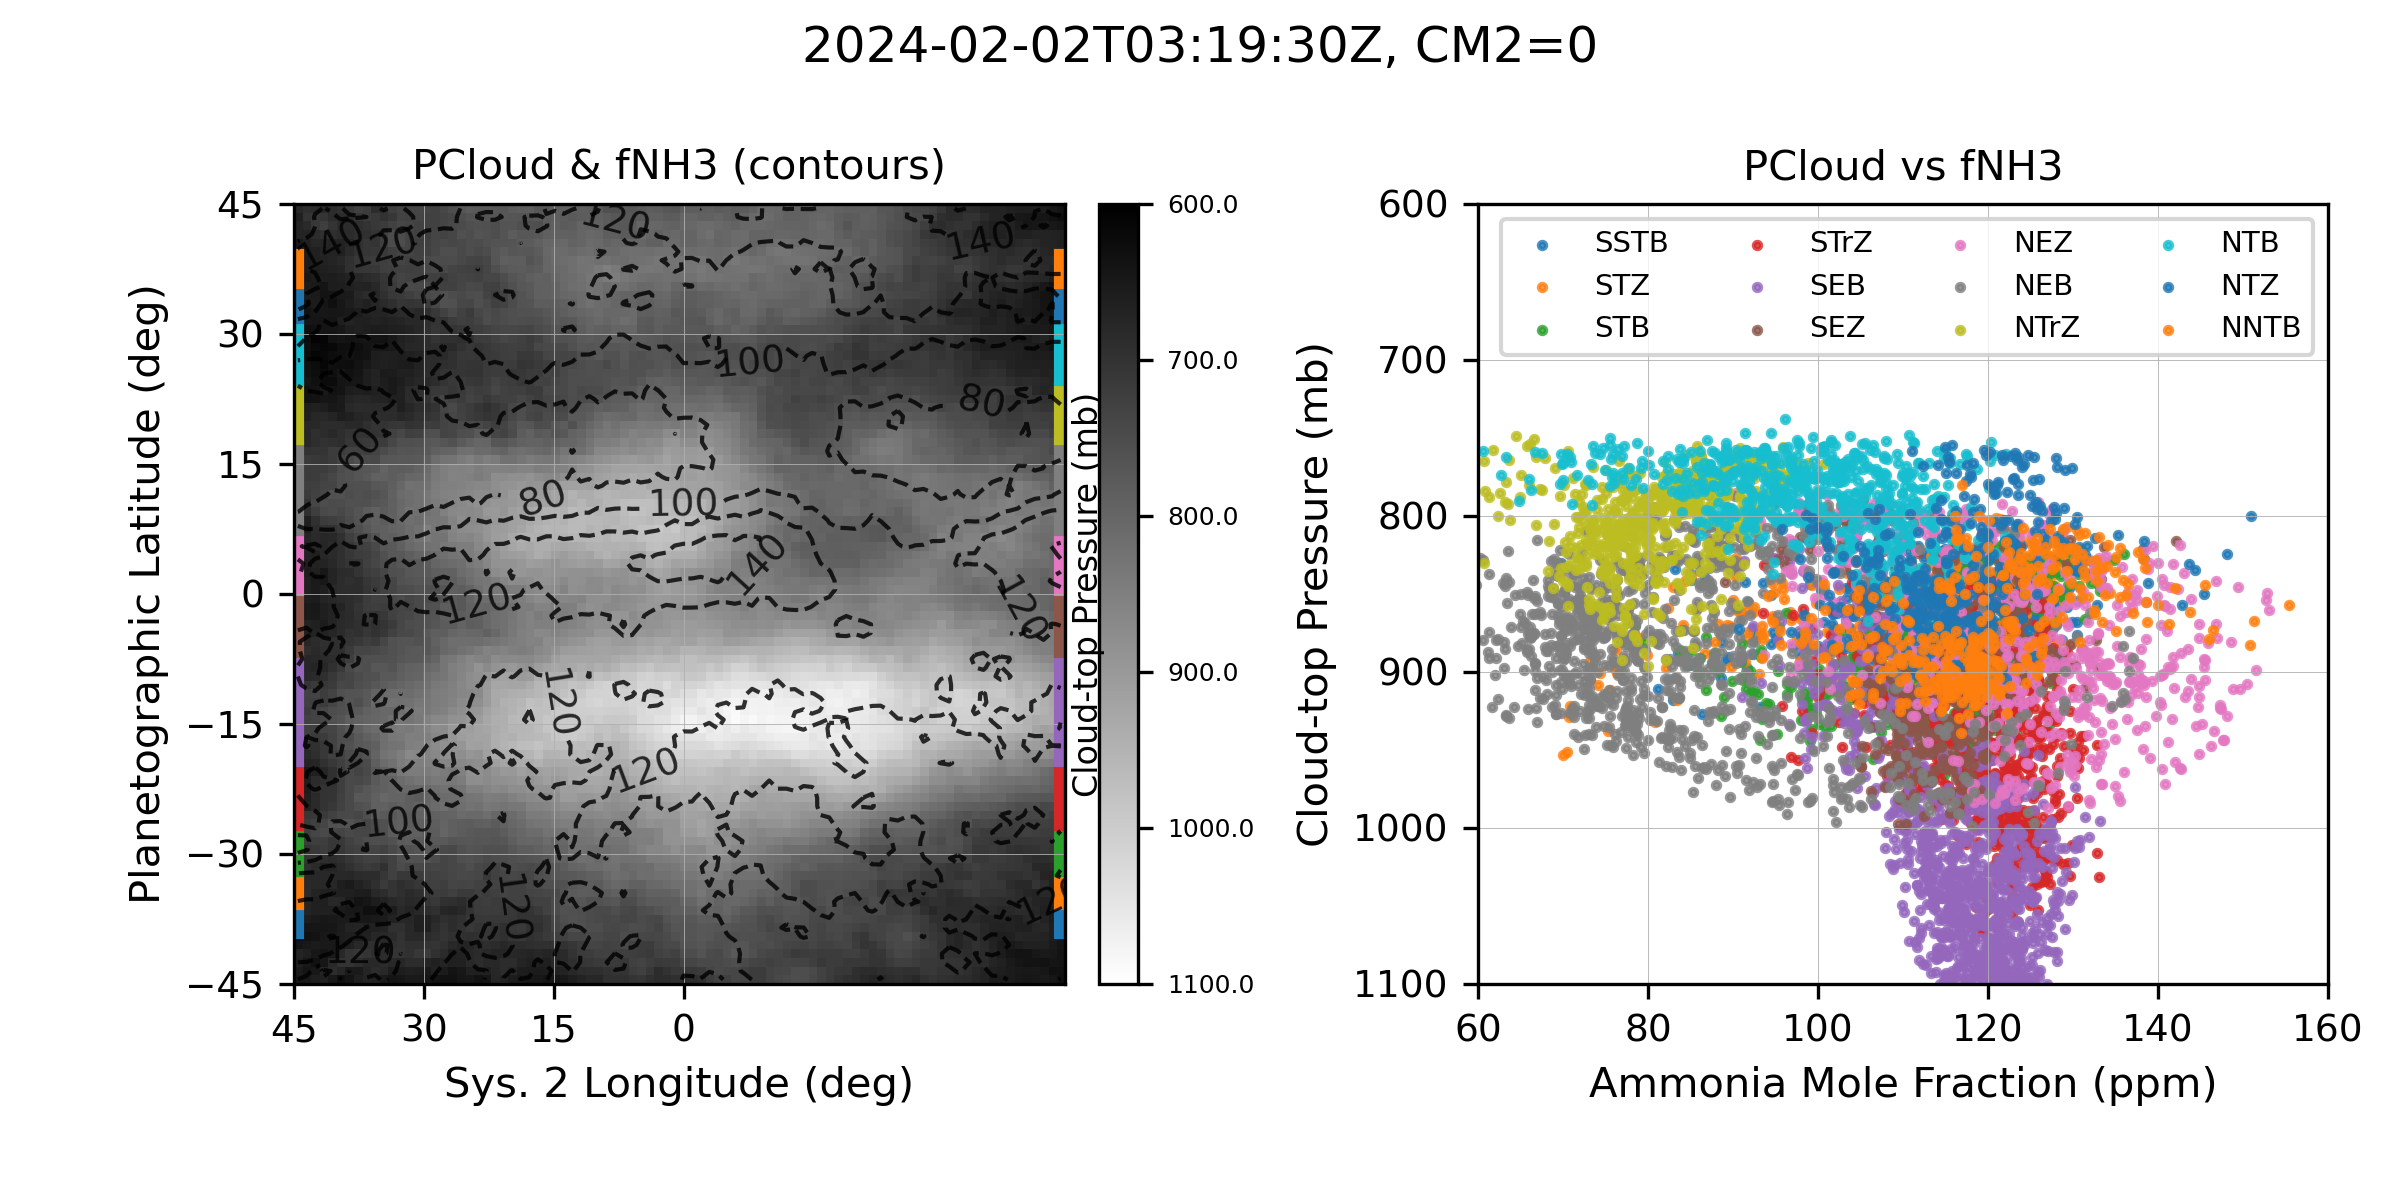 2024-02-02T03:19:30Z, CM2=0
PCloud & fNH3 (contours)
Planetographic Latitude (deg)
45
30
15
0
−15
−30
−45
140
120
120
140
100
80
60
80
100
140
120
120
120
120
100
120
120
120
45
30
15
0
Sys. 2 Longitude (deg)
Cloud-top Pressure (mb)
600.0
700.0
800.0
900.0
1000.0
1100.0
PCloud vs fNH3
Cloud-top Pressure (mb)
600
700
800
900
1000
1100
SSTB
STZ
STB
STrZ
SEB
SEZ
NEZ
NEB
NTrZ
NTB
NTZ
NNTB
60
80
100
120
140
160
Ammonia Mole Fraction (ppm)